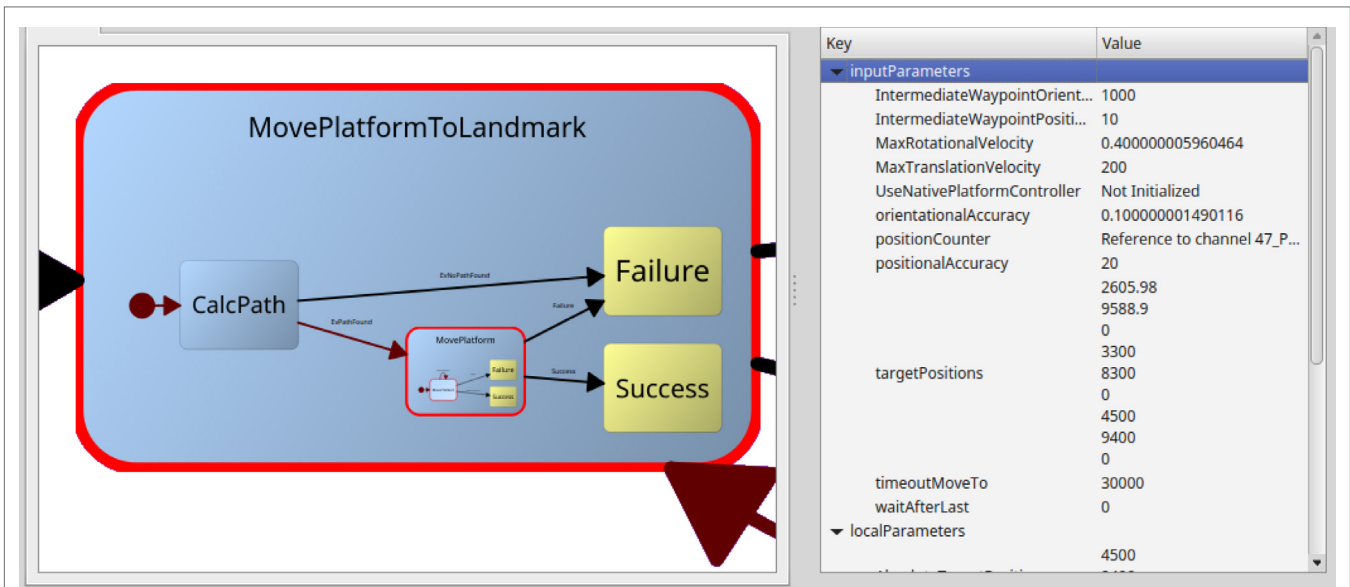 MovePlatformToLandmark
EvNoPathFound
Failure
CalcPath
Failure
EvPathFound
MovePlatform
Failure
Success
Success
Success
Key Value
inputParameters
IntermediateWaypointOrient... 1000
IntermediateWaypointPositi... 10
MaxRotationalVelocity 0.400000005960464
MaxTranslationVelocity 200
UseNativePlatformController Not Initialized
orientationalAccuracy 0.100000001490116
positionCounter Reference to channel 47_P...
positionalAccuracy 20
2605.98
9588.9
0
3300
targetPositions 8300
0
4500
9400
0
timeoutMoveTo 30000
waitAfterLast 0
localParameters
4500